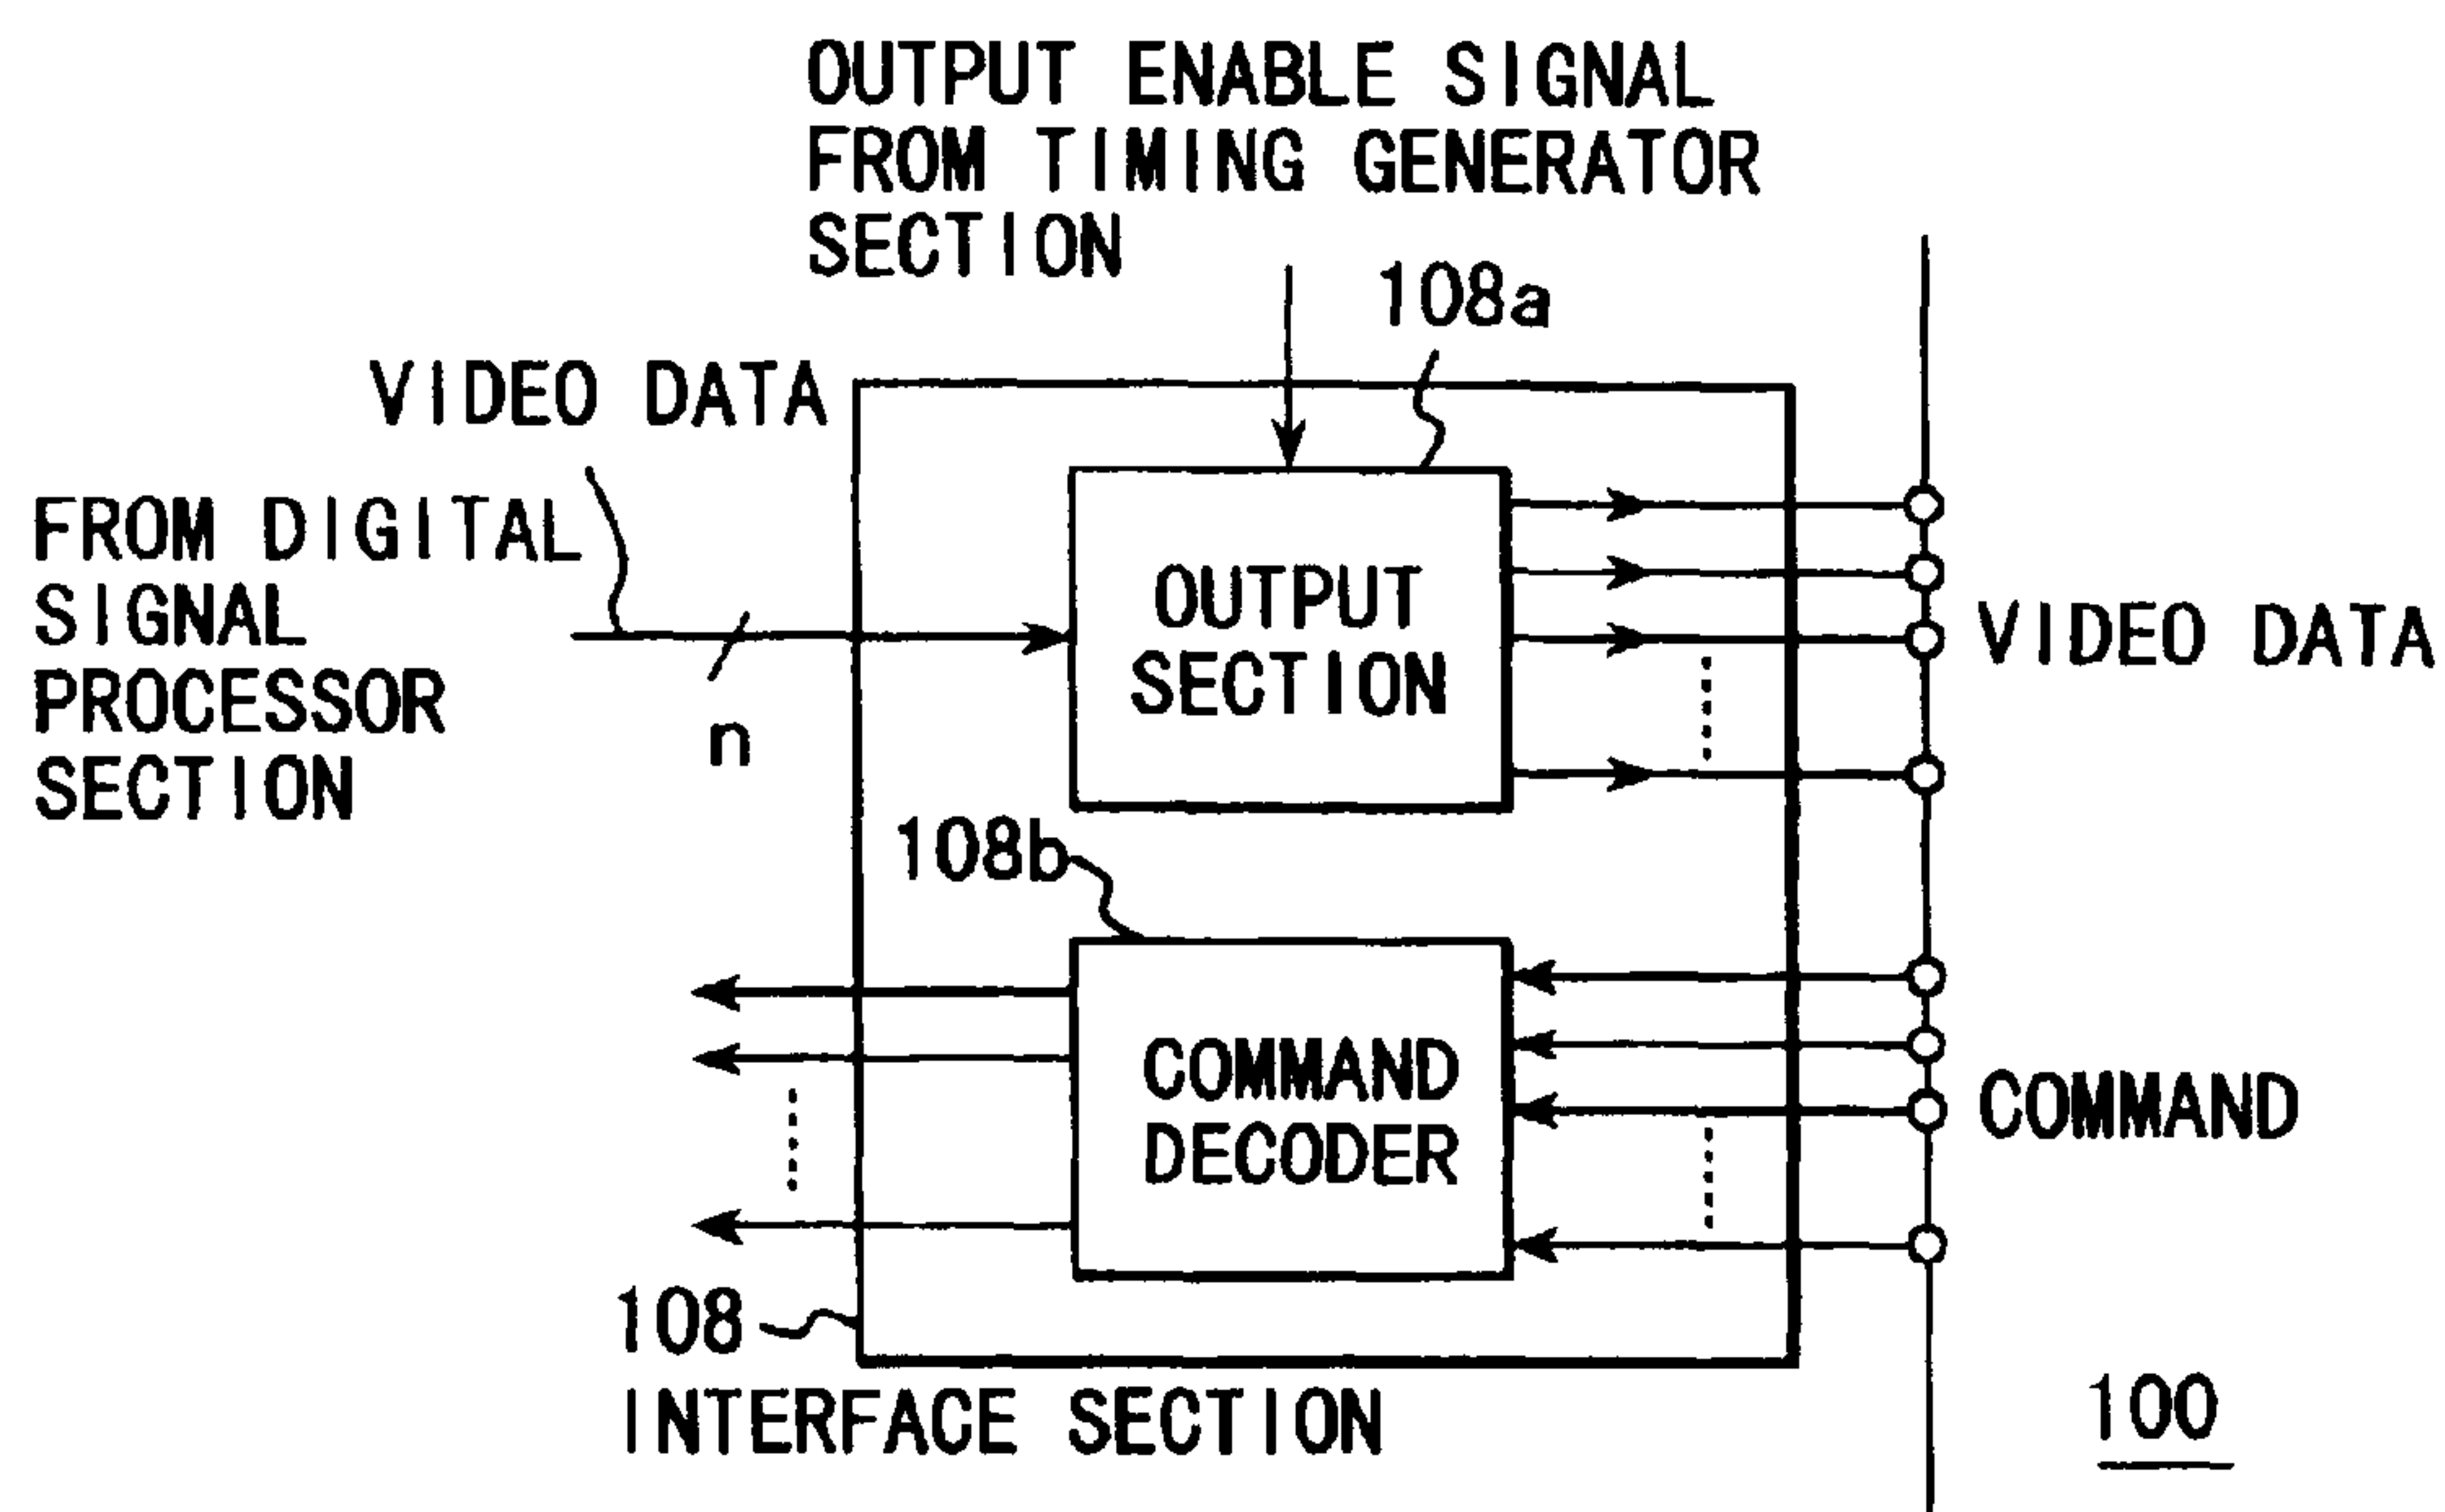 OUTPUT ENABLE SIGNAL
FROM TIMING GENERATOR
SECTION
108a
VIDEO DATA
FROM DIGITAL
SIGNAL
PROCESSOR
SECTION
n
OUTPUT
SECTION
VIDEO DATA
108b
COMMAND
DECODER
COMMAND
108
INTERFACE SECTION
100